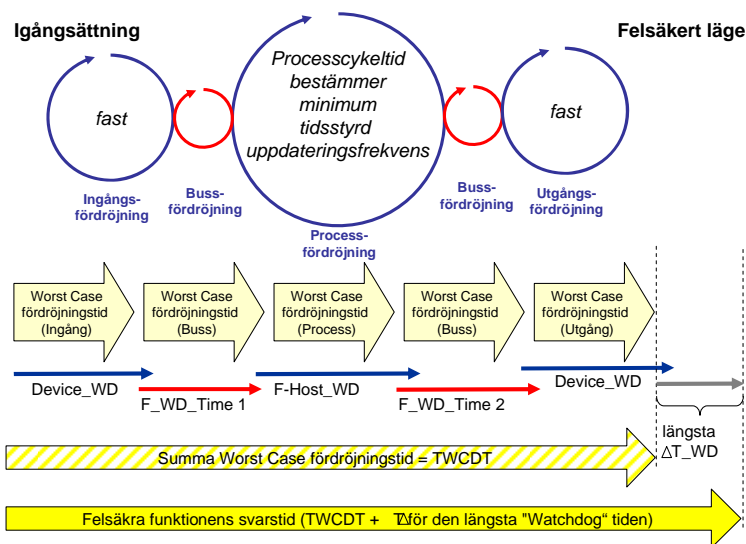 Igångsättning
Felsäkert läge
fast
Processcykeltid
bestämmer
minimum
tidsstyrd
uppdateringsfrekvens
fast
Ingångs-
fördröjning
Buss-
fördröjning
Process-
fördröjning
Buss-
fördröjning
Utgångs-
fördröjning
Worst Case
fördröjningstid
(Ingång)
Worst Case
fördröjningstid
(Buss)
Worst Case
fördröjningstid
(Process)
Worst Case
fördröjningstid
(Buss)
Worst Case
fördröjningstid
(Utgång)
Device_WD
F_WD_Time 1
F-Host_WD
F_WD_Time 2
Device_WD
längsta
ΔT_WD
Summa Worst Case fördröjningstid = TWCDT
Felsäkra funktionens svarstid (TWCDT + TΔför den längsta "Watchdog“ tiden)